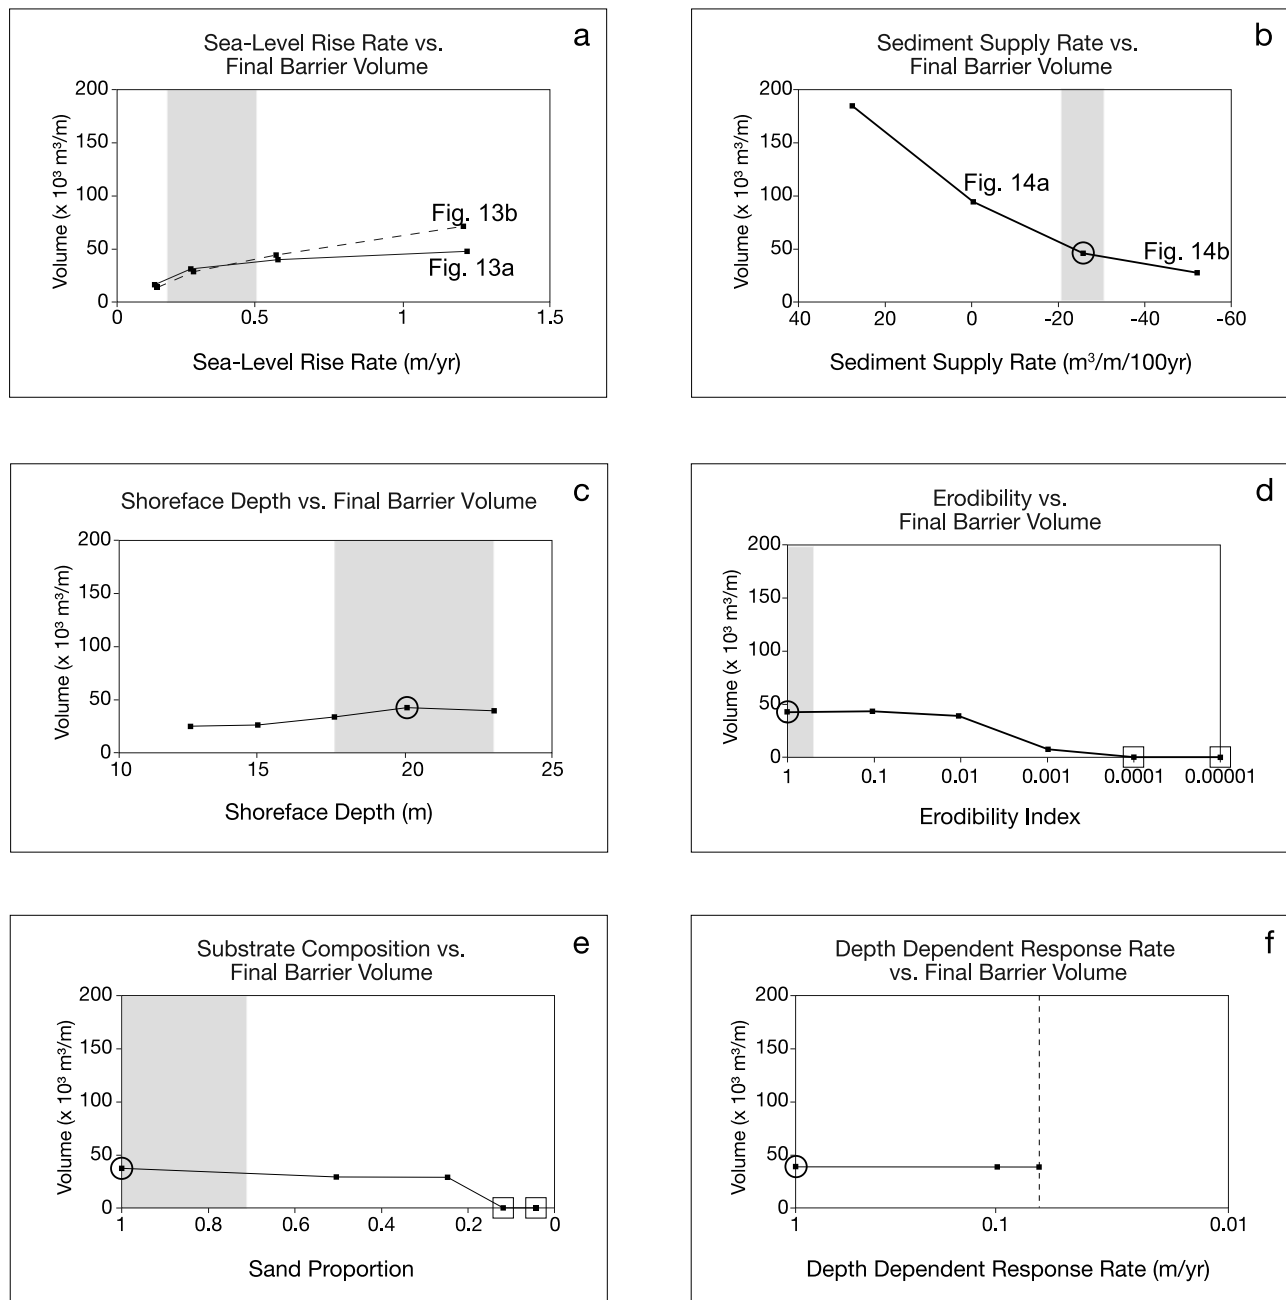 a
Sea-Level Rise Rate vs.
Final Barrier Volume
Volume (x 10³ m³/m)
200
150
100
50
0
Fig. 13b
Fig. 13a
0 0.5 1 1.5
Sea-Level Rise Rate (m/yr)
b
Sediment Supply Rate vs.
Final Barrier Volume
Volume (x 10³ m³/m)
200
150
100
50
0
Fig. 14a
Fig. 14b
40 20 0 -20 -40 -60
Sediment Supply Rate (m³/m/100yr)
c
Shoreface Depth vs. Final Barrier Volume
Volume (x 10³ m³/m)
200
150
100
50
0
10 15 20 25
Shoreface Depth (m)
d
Erodibility vs.
Final Barrier Volume
Volume (x 10³ m³/m)
200
150
100
50
0
1 0.1 0.01 0.001 0.0001 0.00001
Erodibility Index
e
Substrate Composition vs.
Final Barrier Volume
Volume (x 10³ m³/m)
200
150
100
50
0
1 0.8 0.6 0.4 0.2 0
Sand Proportion
f
Depth Dependent Response Rate
vs. Final Barrier Volume
Volume (x 10³ m³/m)
200
150
100
50
0
1 0.1 0.01
Depth Dependent Response Rate (m/yr)